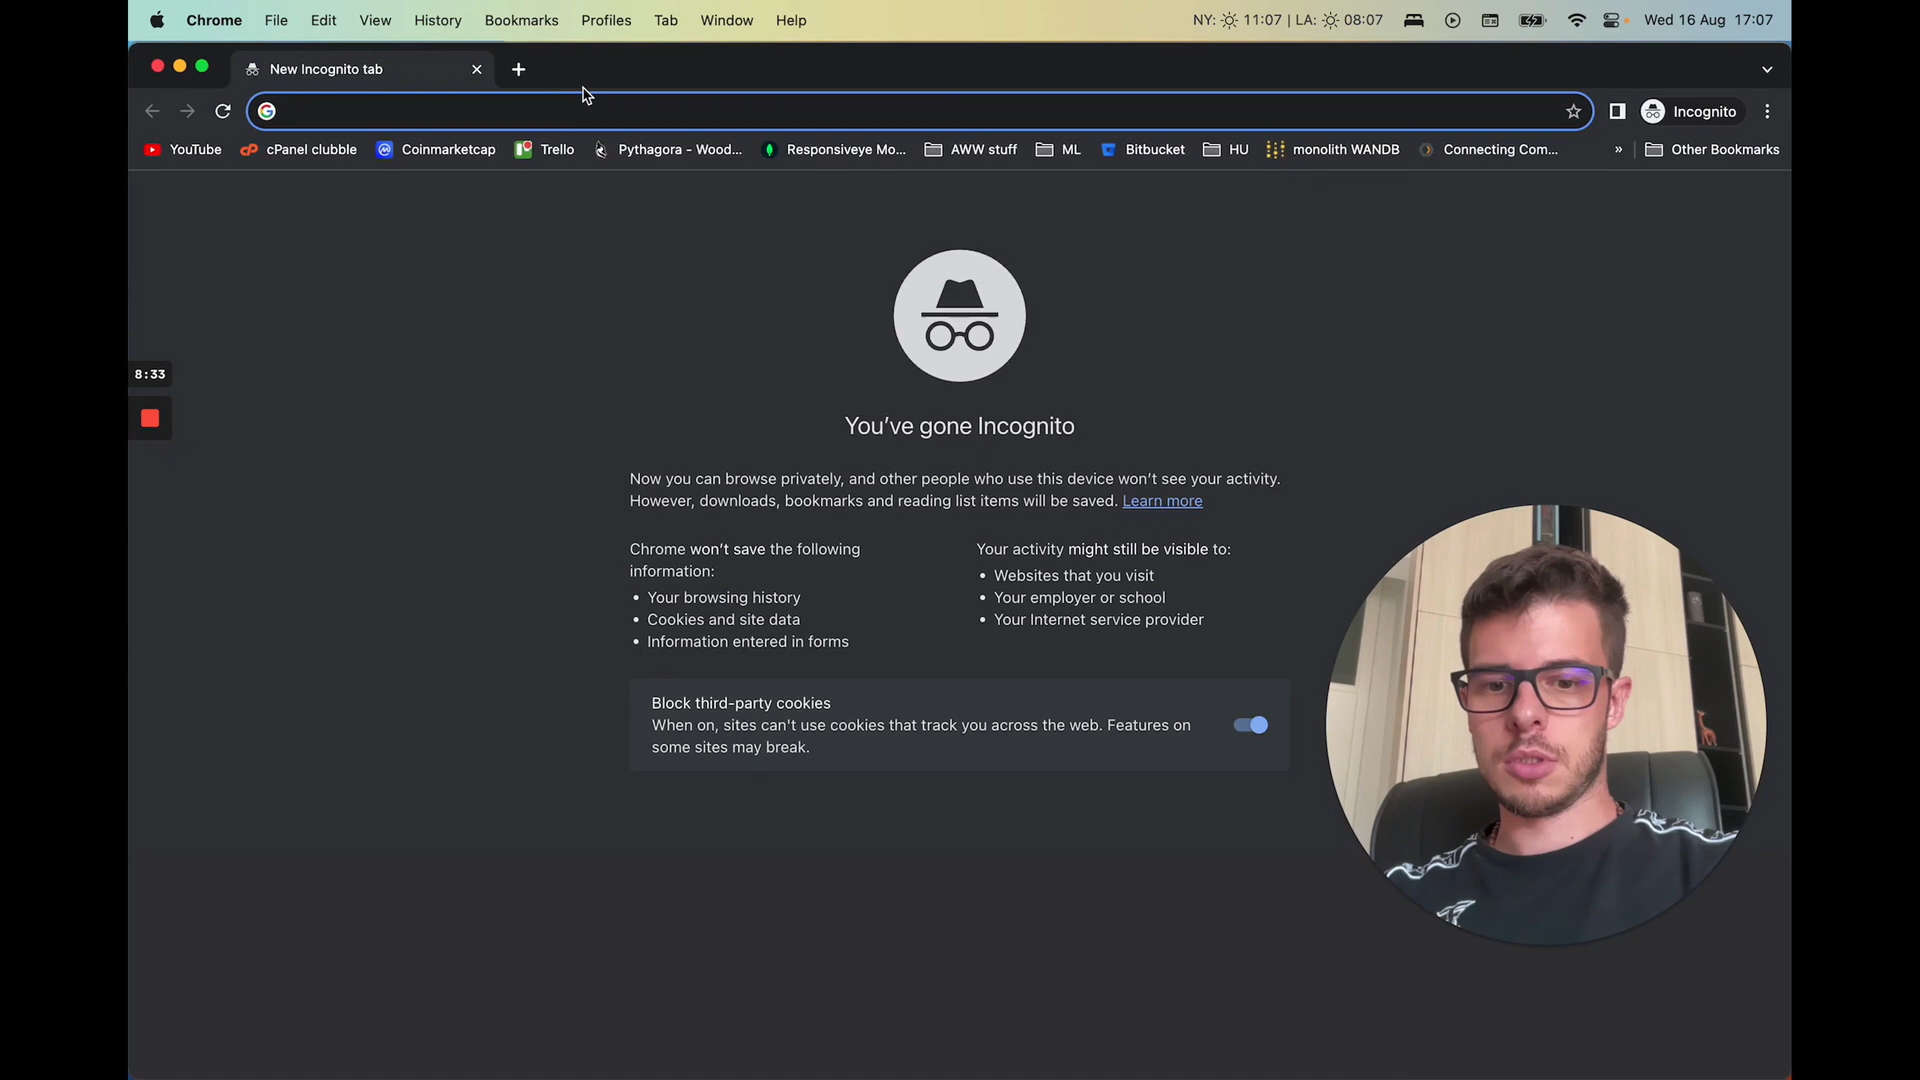 Chrome File Edit View History Bookmarks Profiles Tab Window Help NY: 11:07 | LA: 08:07 Wed 16 Aug 17:07
New Incognito tab
Incognito
YouTube cPanel clubble Coinmarketcap Trello Pythagora - Wood... Responsiveye Mo... AWW stuff ML Bitbucket HU monolith WANDB Connecting Com... » Other Bookmarks
8:33
You've gone Incognito
Now you can browse privately, and other people who use this device won't see your activity.
However, downloads, bookmarks and reading list items will be saved. Learn more
Chrome won't save the following
information:
• Your browsing history
• Cookies and site data
• Information entered in forms
Your activity might still be visible to:
• Websites that you visit
• Your employer or school
• Your Internet service provider
Block third-party cookies
When on, sites can't use cookies that track you across the web. Features on
some sites may break.